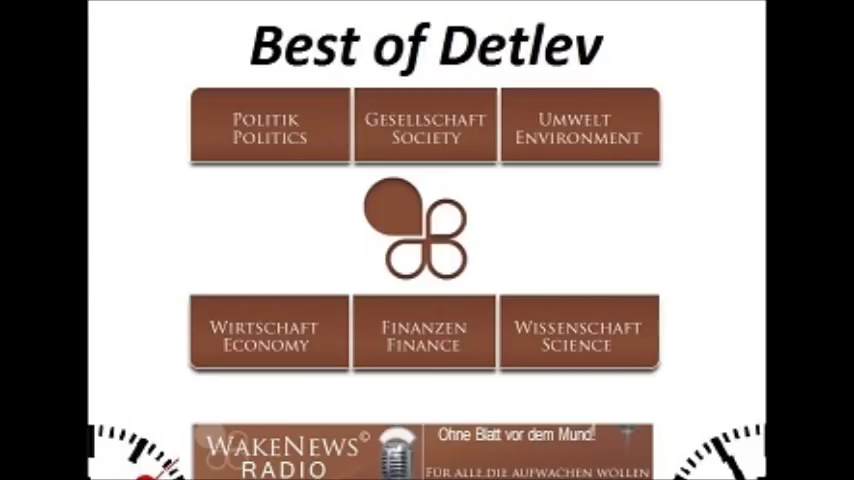 Best of Detlev
POLITIK
POLITICS
GESELLSCHAFT
SOCIETY
UMWELT
ENVIRONMENT
WIRTSCHAFT
ECONOMY
FINANZEN
FINANCE
WISSENSCHAFT
SCIENCE
WAKENEWS©
RADIO
Ohne Blatt vor dem Mund!
FÜR ALLE,DIE AUFWACHEN WOLLEN